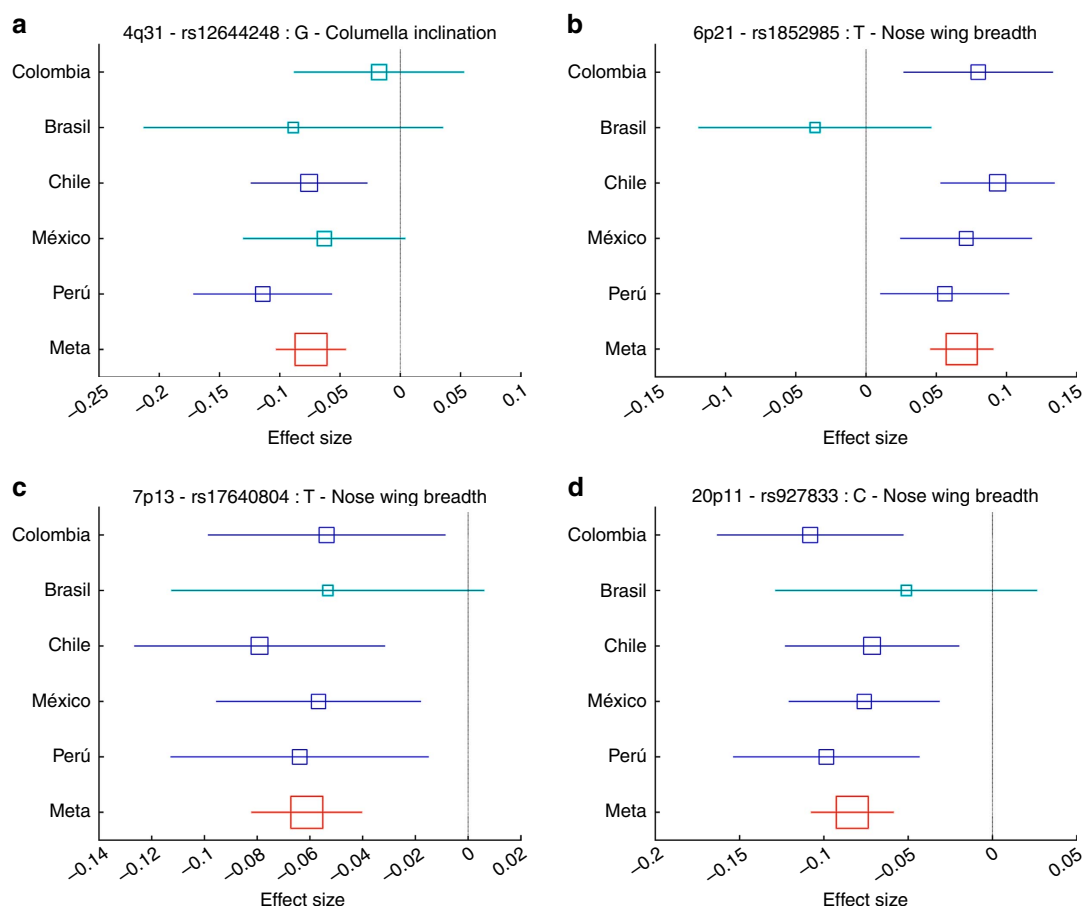 a
4q31 - rs12644248 : G - Columella inclination
Colombia
Brasil
Chile
México
Perú
Meta
−0.25 −0.2 −0.15 −0.1 −0.05 0 0.05 0.1
Effect size
b
6p21 - rs1852985 : T - Nose wing breadth
Colombia
Brasil
Chile
México
Perú
Meta
−0.15 −0.1 −0.05 0 0.05 0.1 0.15
Effect size
c
7p13 - rs17640804 : T - Nose wing breadth
Colombia
Brasil
Chile
México
Perú
Meta
−0.14 −0.12 −0.1 −0.08 −0.06 −0.04 −0.02 0 0.02
Effect size
d
20p11 - rs927833 : C - Nose wing breadth
Colombia
Brasil
Chile
México
Perú
Meta
−0.2 −0.15 −0.1 −0.05 0 0.05
Effect size